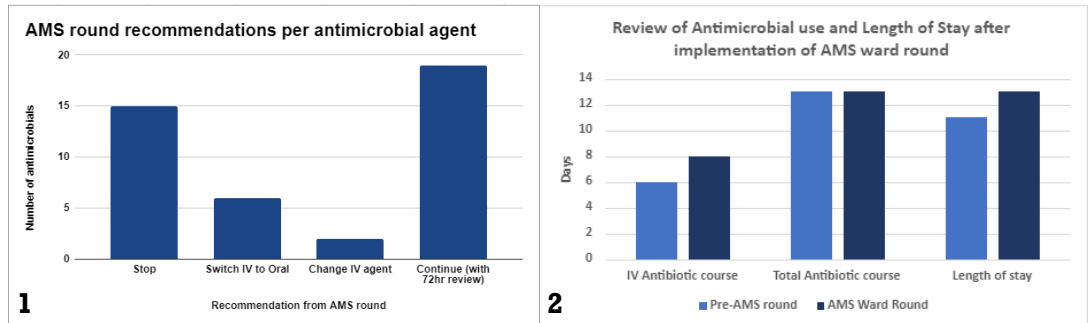 AMS round recommendations per antimicrobial agent
20
15
10
5
0
Number of antimicrobials
Stop
Switch IV to Oral
Change IV agent
Continue (with
72hr review)
Recommendation from AMS round
1
Review of Antimicrobial use and Length of Stay after
implementation of AMS ward round
14
12
10
8
6
4
2
0
Days
IV Antibiotic course
Total Antibiotic course
Length of stay
Pre-AMS round
AMS Ward Round
2